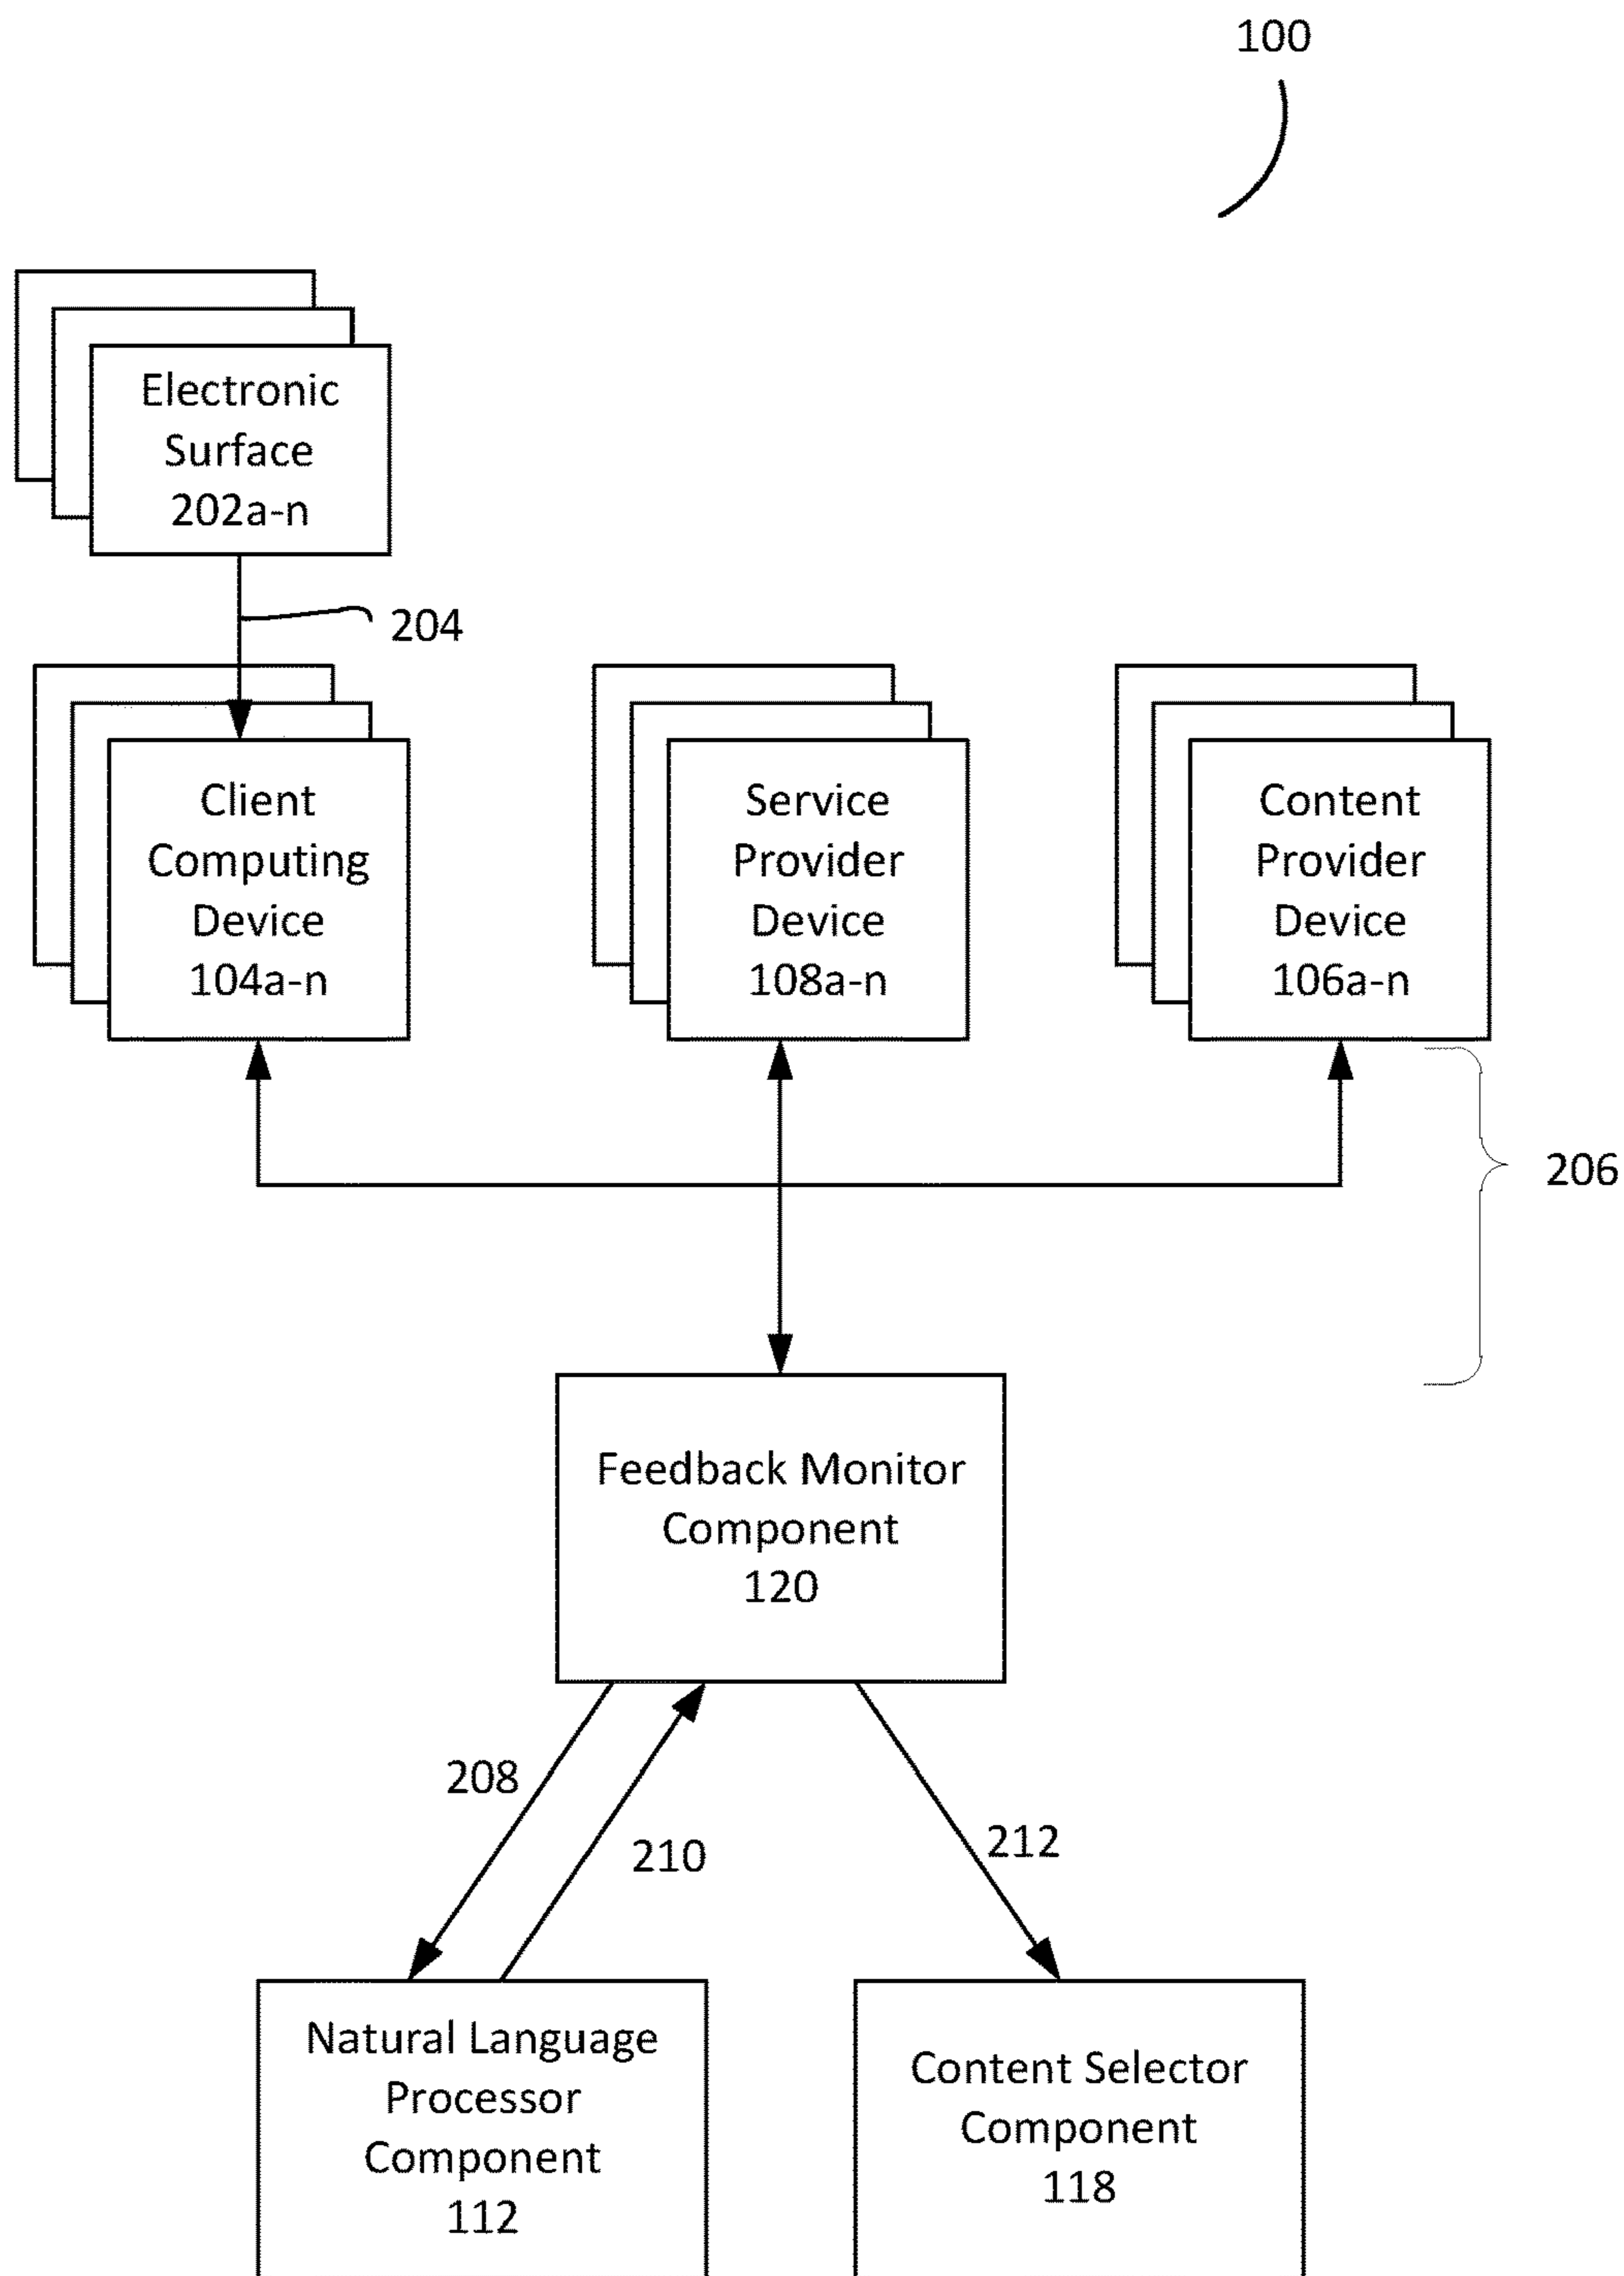 100
Electronic
Surface
202a-n
204
Client
Computing
Device
104a-n
Service
Provider
Device
108a-n
Content
Provider
Device
106a-n
206
Feedback Monitor
Component
120
208
210
212
Natural Language
Processor
Component
112
Content Selector
Component
118